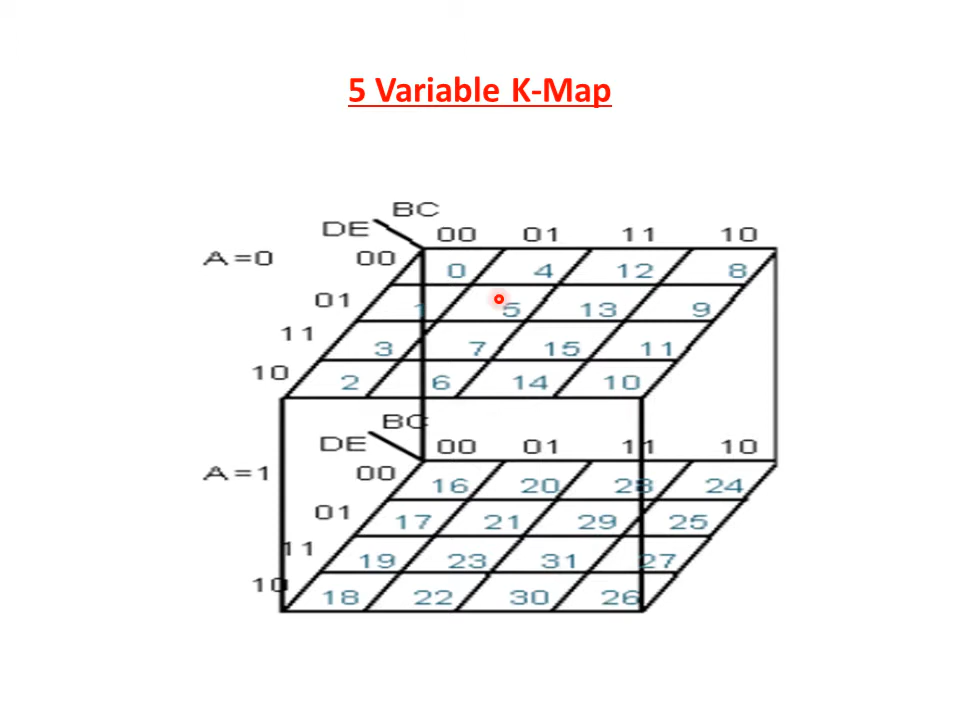 5 Variable K-Map
BC
DE
00 01 11 10
A=0 00 0 4 12 8
01 1 5 13 9
11 3 7 15 11
10 2 6 14 10
BC
DE
00 01 11 10
A=1 00 16 20 28 24
01 17 21 29 25
11 19 23 31 27
10 18 22 30 26